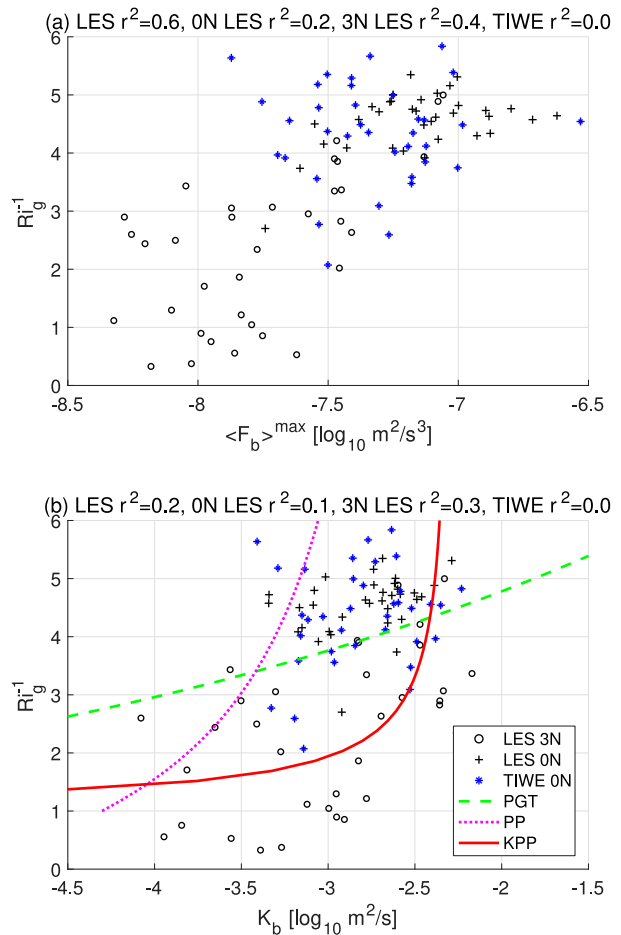 (a) LES r²=0.6, 0N LES r²=0.2, 3N LES r²=0.4, TIWE r²=0.0
6
5
4
3
2
1
0
Ri_g^-1
-8.5 -8 -7.5 -7 -6.5
<F_b>^max [log_10 m²/s³]
(b) LES r²=0.2, 0N LES r²=0.1, 3N LES r²=0.3, TIWE r²=0.0
6
5
4
3
2
1
0
Ri_g^-1
LES 3N
LES 0N
TIWE 0N
PGT
PP
KPP
-4.5 -4 -3.5 -3 -2.5 -2 -1.5
K_b [log_10 m²/s]